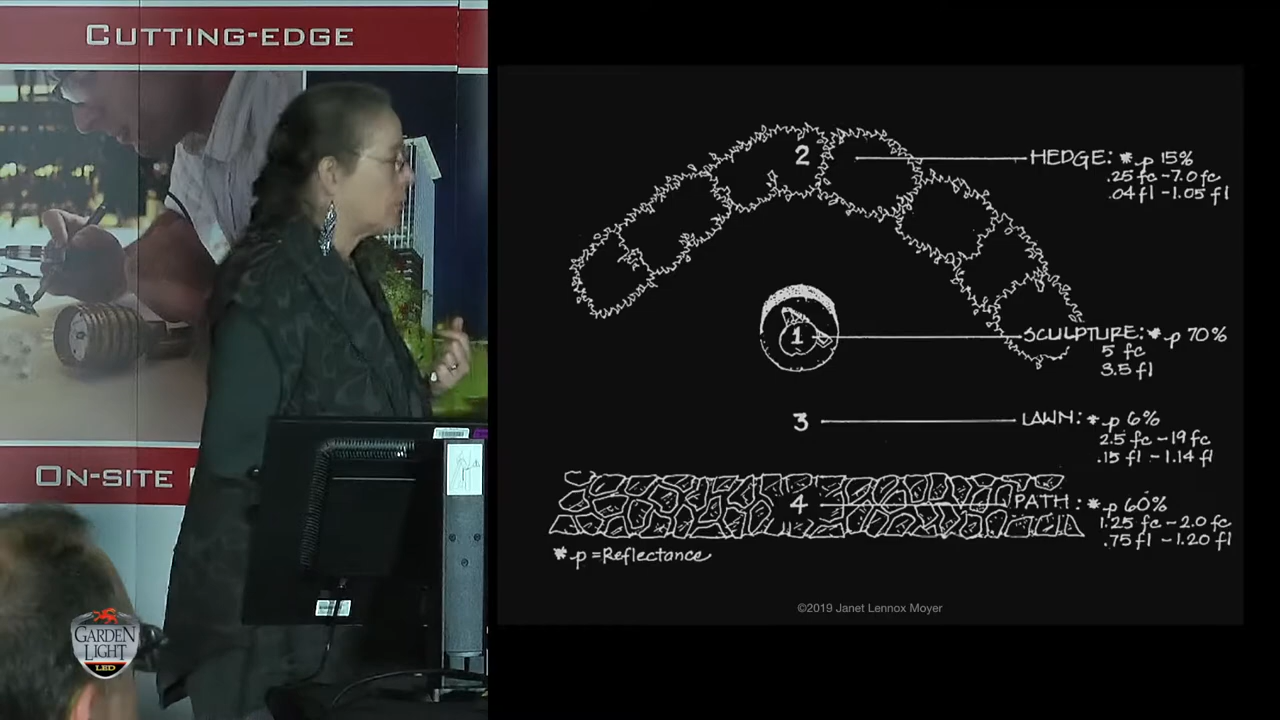 CUTTING-EDGE
ON-SITE
GARDEN
LIGHT
LED
2
HEDGE: * p 15%
.25 fc -7.0 fc
.04 fl -1.05 fl
1
SCULPTURE: * p 70%
5 fc
3.5 fl
3
LAWN: * p 6%
2.5 fc -19 fc
.15 fl -1.14 fl
4
PATH: * p 60%
1.25 fc -2.0 fc
.75 fl -1.20 fl
* p =Reflectance
©2019 Janet Lennox Moyer